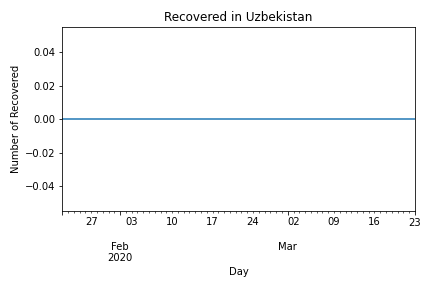 Recovered in Uzbekistan
Number of Recovered
0.04
0.02
0.00
−0.02
−0.04
27 03 10 17 24 02 09 16 23
Feb Mar
2020
Day